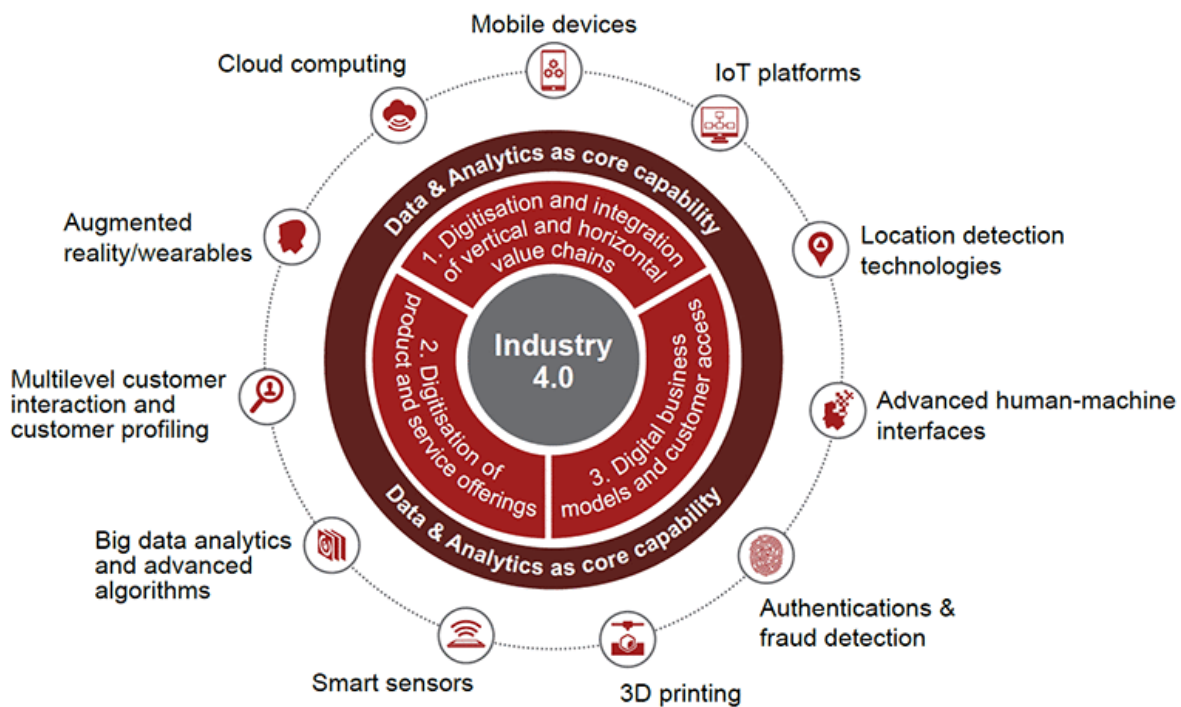 Mobile devices
Cloud computing
IoT platforms
Augmented
reality/wearables
Location detection
technologies
Multilevel customer
interaction and
customer profiling
Advanced human-machine
interfaces
Big data analytics
and advanced
algorithms
Authentications &
fraud detection
Smart sensors
3D printing
Data & Analytics as core capability
1. Digitisation and integration
of vertical and horizontal
value chains
2. Digitisation of
product and service offerings
3. Digital business
models and customer access
Industry
4.0
Data & Analytics as core capability